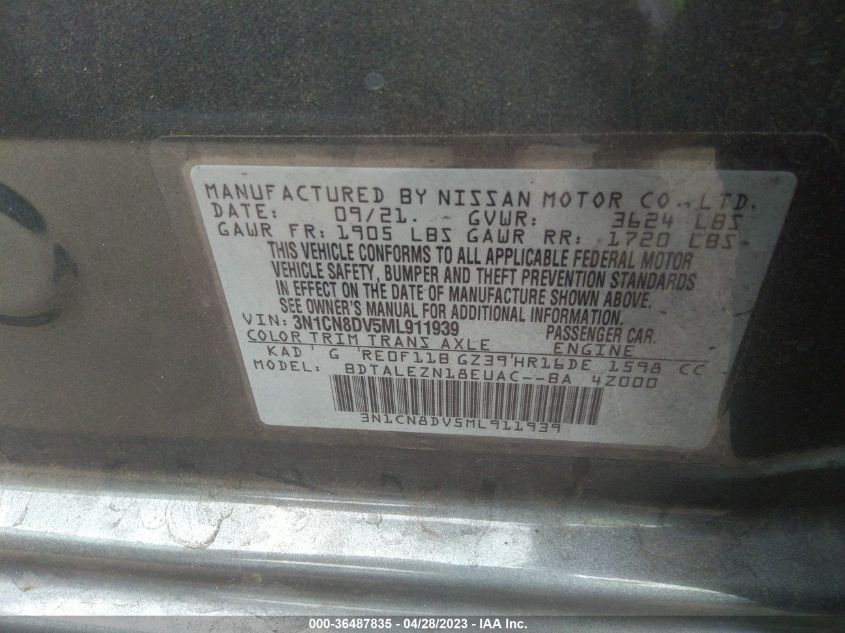 MANUFACTURED BY NISSAN MOTOR CO., LTD.
DATE: 09/21. GVWR: 3624 LBS
GAWR FR: 1905 LBS GAWR RR: 1720 LBS
THIS VEHICLE CONFORMS TO ALL APPLICABLE FEDERAL MOTOR
VEHICLE SAFETY, BUMPER AND THEFT PREVENTION STANDARDS
IN EFFECT ON THE DATE OF MANUFACTURE SHOWN ABOVE.
SEE OWNER'S MANUAL FOR ADDITIONAL INFORMATION.
VIN: 3N1CN8DV5ML911939 PASSENGER CAR.
COLOR TRIM TRANS AXLE ENGINE
KAD ' G 'RE0F11B GZ39'HR16DE 1598 CC
MODEL: BDTALEZN18EUAC--BA 4Z000
3N1CN8DV5ML911939
000-36487835 - 04/28/2023 - IAA Inc.